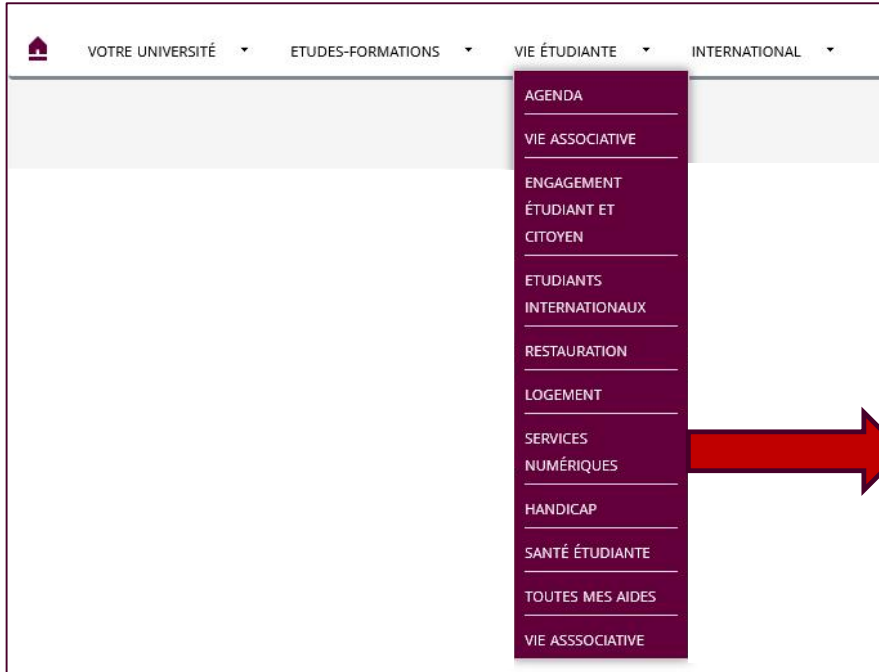 VOTRE UNIVERSITÉ ETUDES-FORMATIONS VIE ÉTUDIANTE INTERNATIONAL
AGENDA
VIE ASSOCIATIVE
ENGAGEMENT
ÉTUDIANT ET
CITOYEN
ETUDIANTS
INTERNATIONAUX
RESTAURATION
LOGEMENT
SERVICES
NUMÉRIQUES
HANDICAP
SANTÉ ÉTUDIANTE
TOUTES MES AIDES
VIE ASSSOCIATIVE